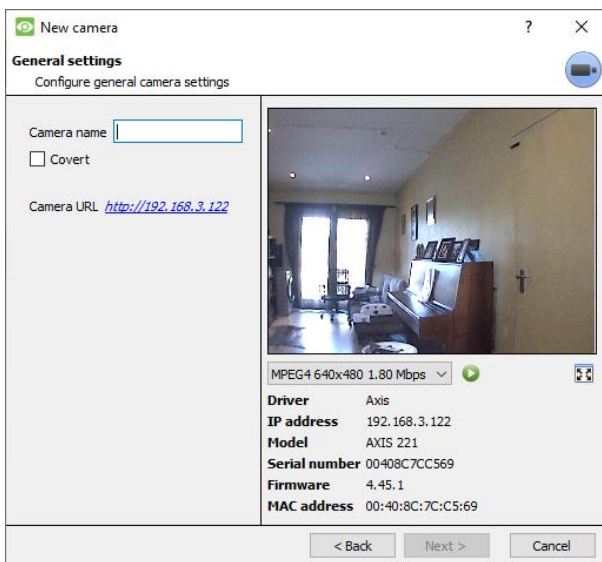 New camera
?
General settings
Configure general camera settings
Camera name
Covert
Camera URL http://192.168.3.122
MPEG4 640x480 1.80 Mbps
Driver Axis
IP address 192.168.3.122
Model AXIS 221
Serial number 00408C7CC569
Firmware 4.45.1
MAC address 00:40:8C:7C:C5:69
< Back Next > Cancel